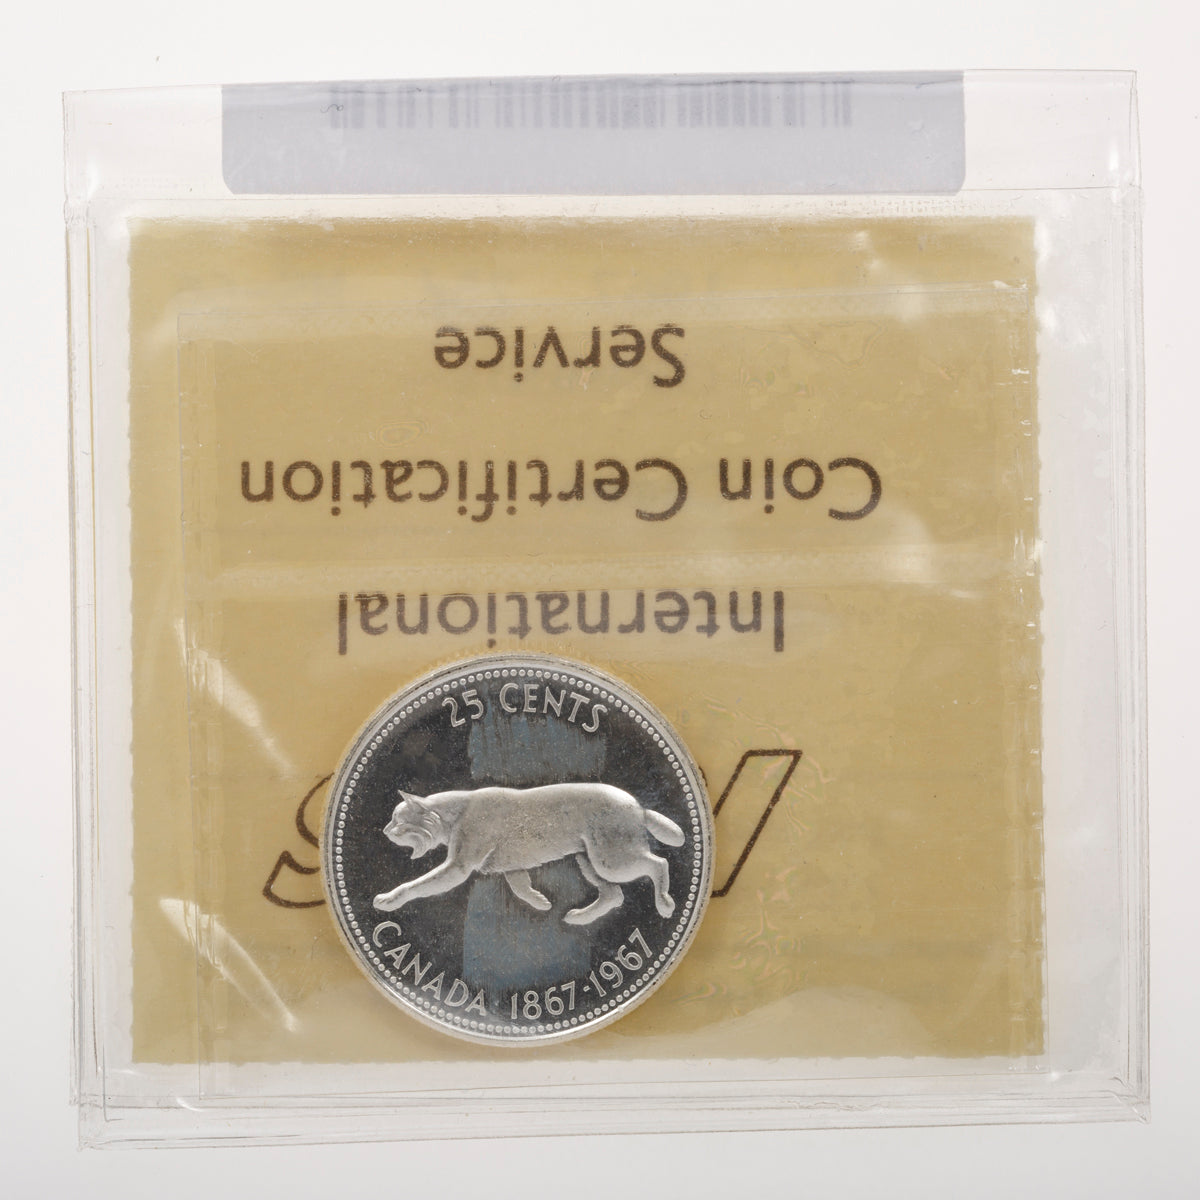 Service
Coin Certification
International
25 CENTS
CANADA 1867-1967